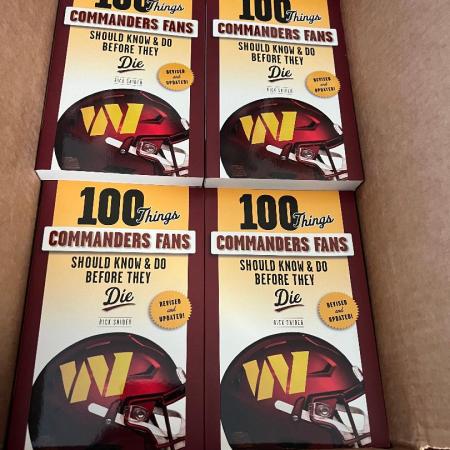 100 Things
COMMANDERS FANS
SHOULD KNOW & DO
BEFORE THEY
Die
RICK SNIDER
REVISED
and
UPDATED!
100 Things
COMMANDERS FANS
SHOULD KNOW & DO
BEFORE THEY
Die
RICK SNIDER
REVISED
and
UPDATED!
100 Things
COMMANDERS FANS
SHOULD KNOW & DO
BEFORE THEY
Die
RICK SNIDER
REVISED
and
UPDATED!
W
100 Things
COMMANDERS FANS
SHOULD KNOW & DO
BEFORE THEY
Die
RICK SNIDER
REVISED
and
UPDATED!
W